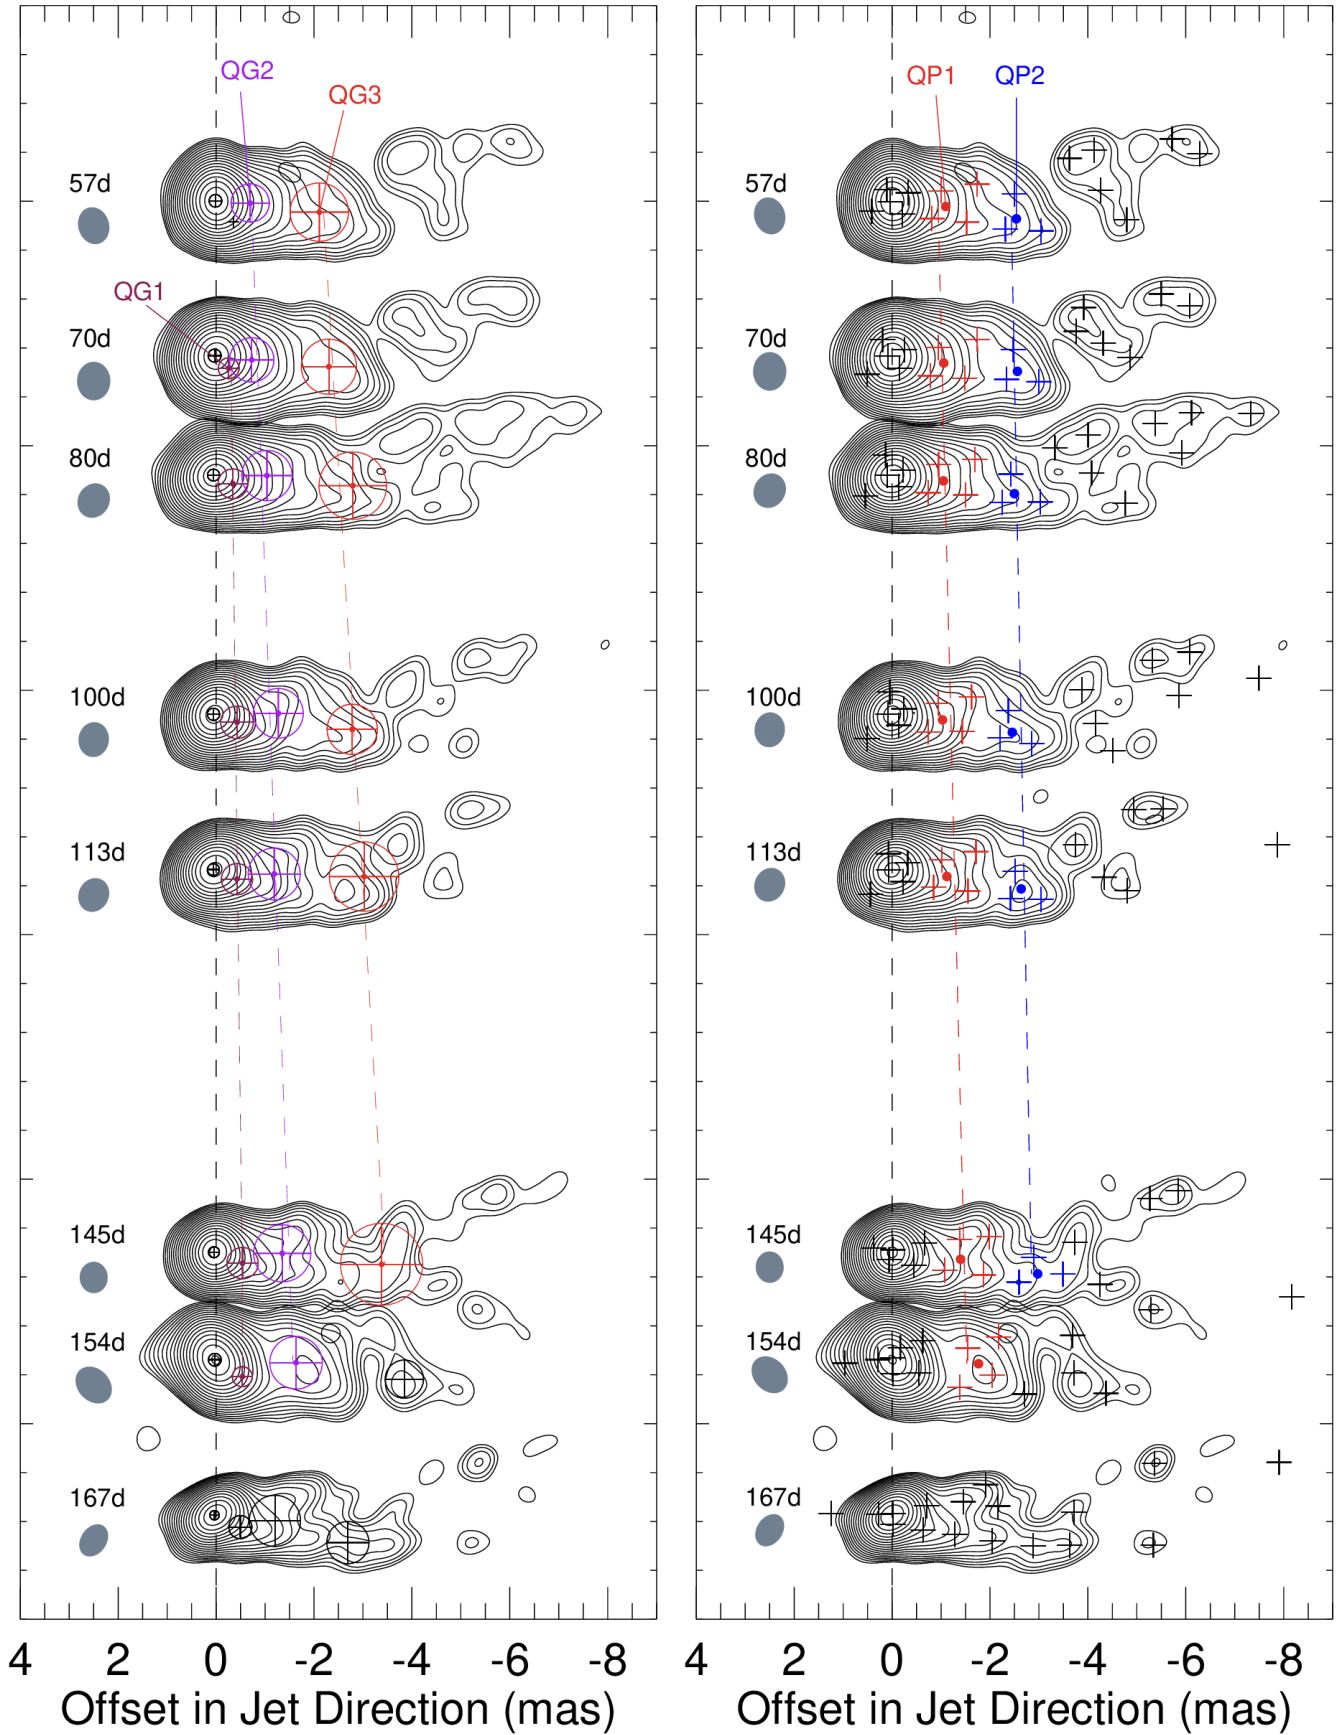 QG2
QG3
57d
QG1
70d
80d
100d
113d
145d
154d
167d
4 2 0 -2 -4 -6 -8
Offset in Jet Direction (mas)
QP1 QP2
57d
70d
80d
100d
113d
145d
154d
167d
4 2 0 -2 -4 -6 -8
Offset in Jet Direction (mas)